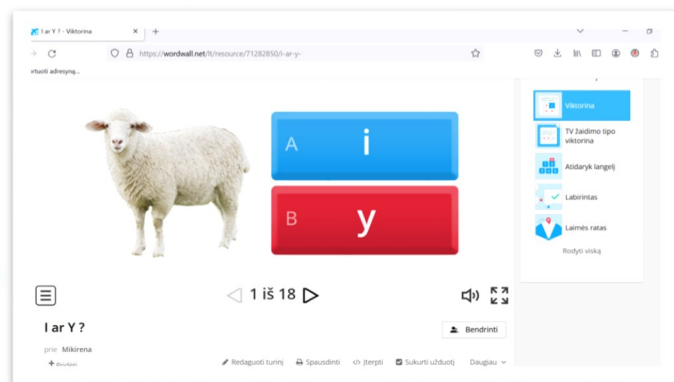 I ar Y ? - Viktorina
https://wordwall.net/lt/resource/71282850/i-ar-y-
rtuoti adresyną...
Viktorina
TV žaidimo tipo
viktorina
Atidaryk langelį
Labirintas
Laimės ratas
Rodyti viską
A i
B y
1 iš 18
I ar Y ?
Bendrinti
prie Mikirena
Redaguoti turinį Spausdinti Įterpti Sukurti užduotį Daugiau